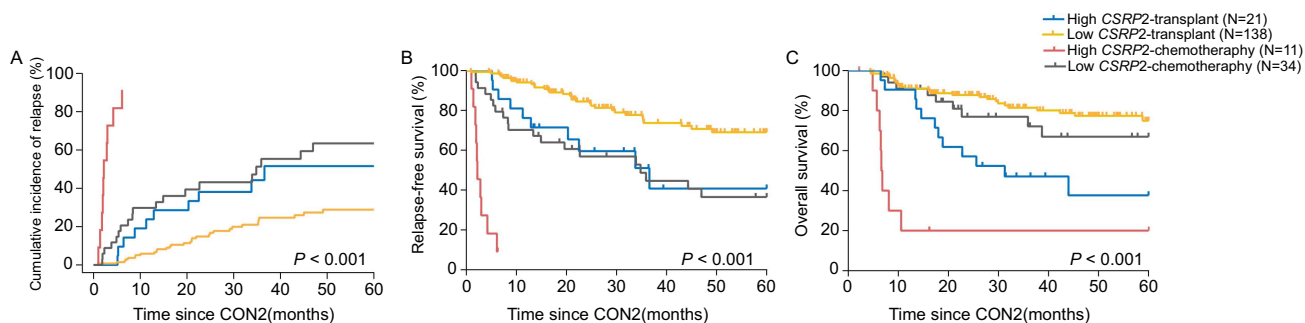 High CSRP2-transplant (N=21)
Low CSRP2-transplant (N=138)
High CSRP2-chemotheraphy (N=11)
Low CSRP2-chemotheraphy (N=34)
A
Cumulative incidence of relapse (%)
100
80
60
40
20
0
P < 0.001
0 10 20 30 40 50 60
Time since CON2(months)
B
Relapse-free survival (%)
100
80
60
40
20
0
P < 0.001
0 10 20 30 40 50 60
Time since CON2(months)
C
Overall survival (%)
100
80
60
40
20
0
P < 0.001
0 10 20 30 40 50 60
Time since CON2(months)